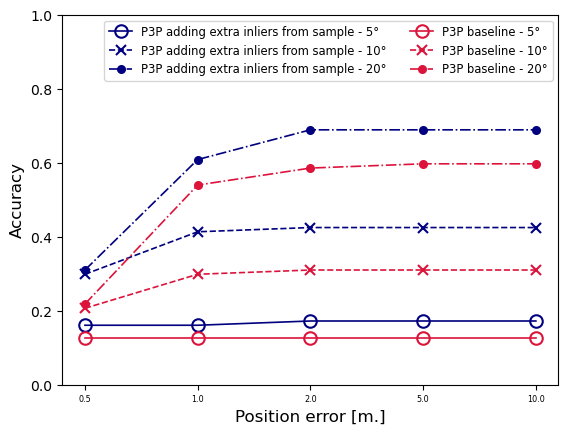 P3P adding extra inliers from sample - 5°
P3P adding extra inliers from sample - 10°
P3P adding extra inliers from sample - 20°
P3P baseline - 5°
P3P baseline - 10°
P3P baseline - 20°
1.0
0.8
0.6
0.4
0.2
0.0
Accuracy
0.5 1.0 2.0 5.0 10.0
Position error [m.]